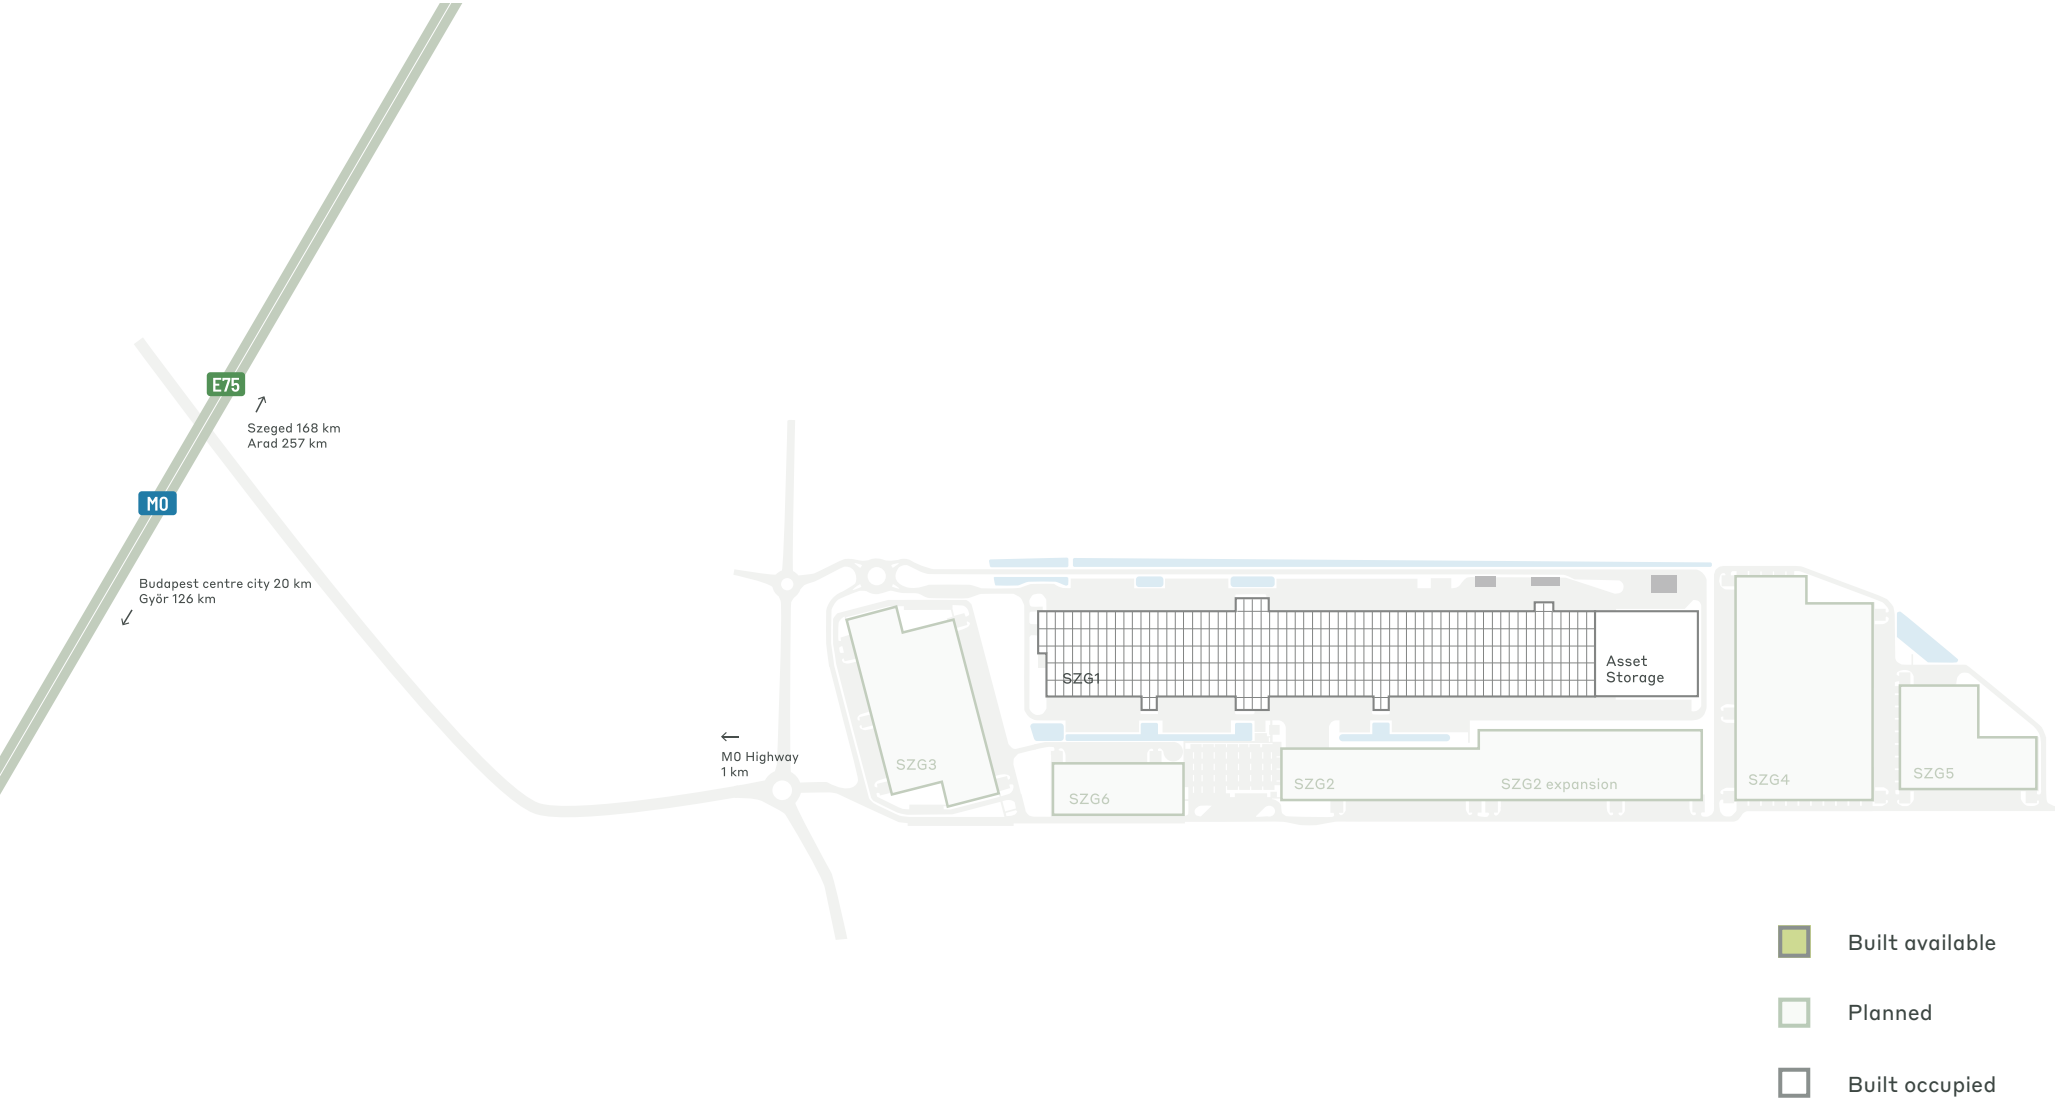 E75
Szeged 168 km
Arad 257 km
M0
Budapest centre city 20 km
Györ 126 km
M0 Highway
1 km
SZG1
Asset
Storage
SZG3
SZG6
SZG2
SZG2 expansion
SZG4
SZG5
Built available
Planned
Built occupied